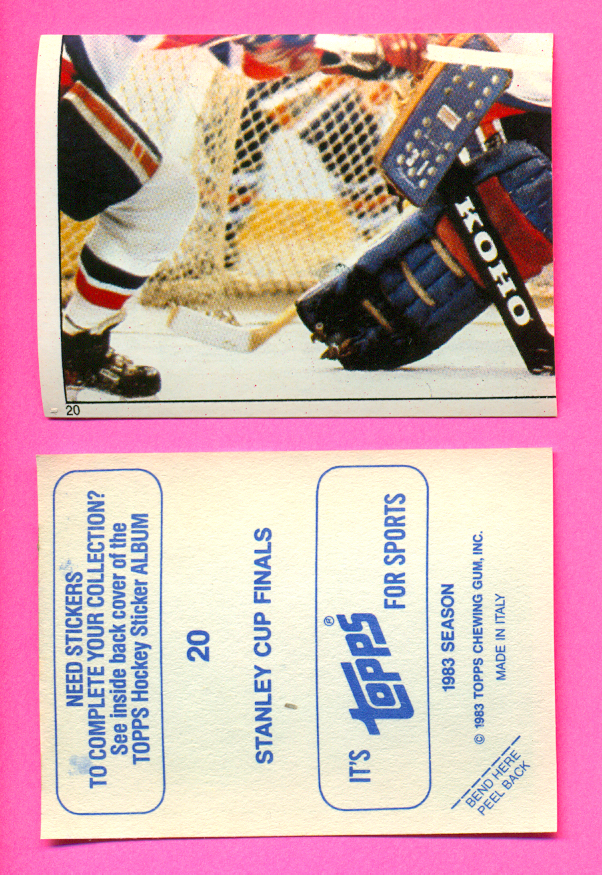 KOHO
20
NEED STICKERS
TO COMPLETE YOUR COLLECTION?
See inside back cover of the
TOPPS Hockey Sticker ALBUM
20
STANLEY CUP FINALS
IT'S TOPPS® FOR SPORTS
1983 SEASON
© 1983 TOPPS CHEWING GUM, INC.
MADE IN ITALY
BEND HERE
PEEL BACK